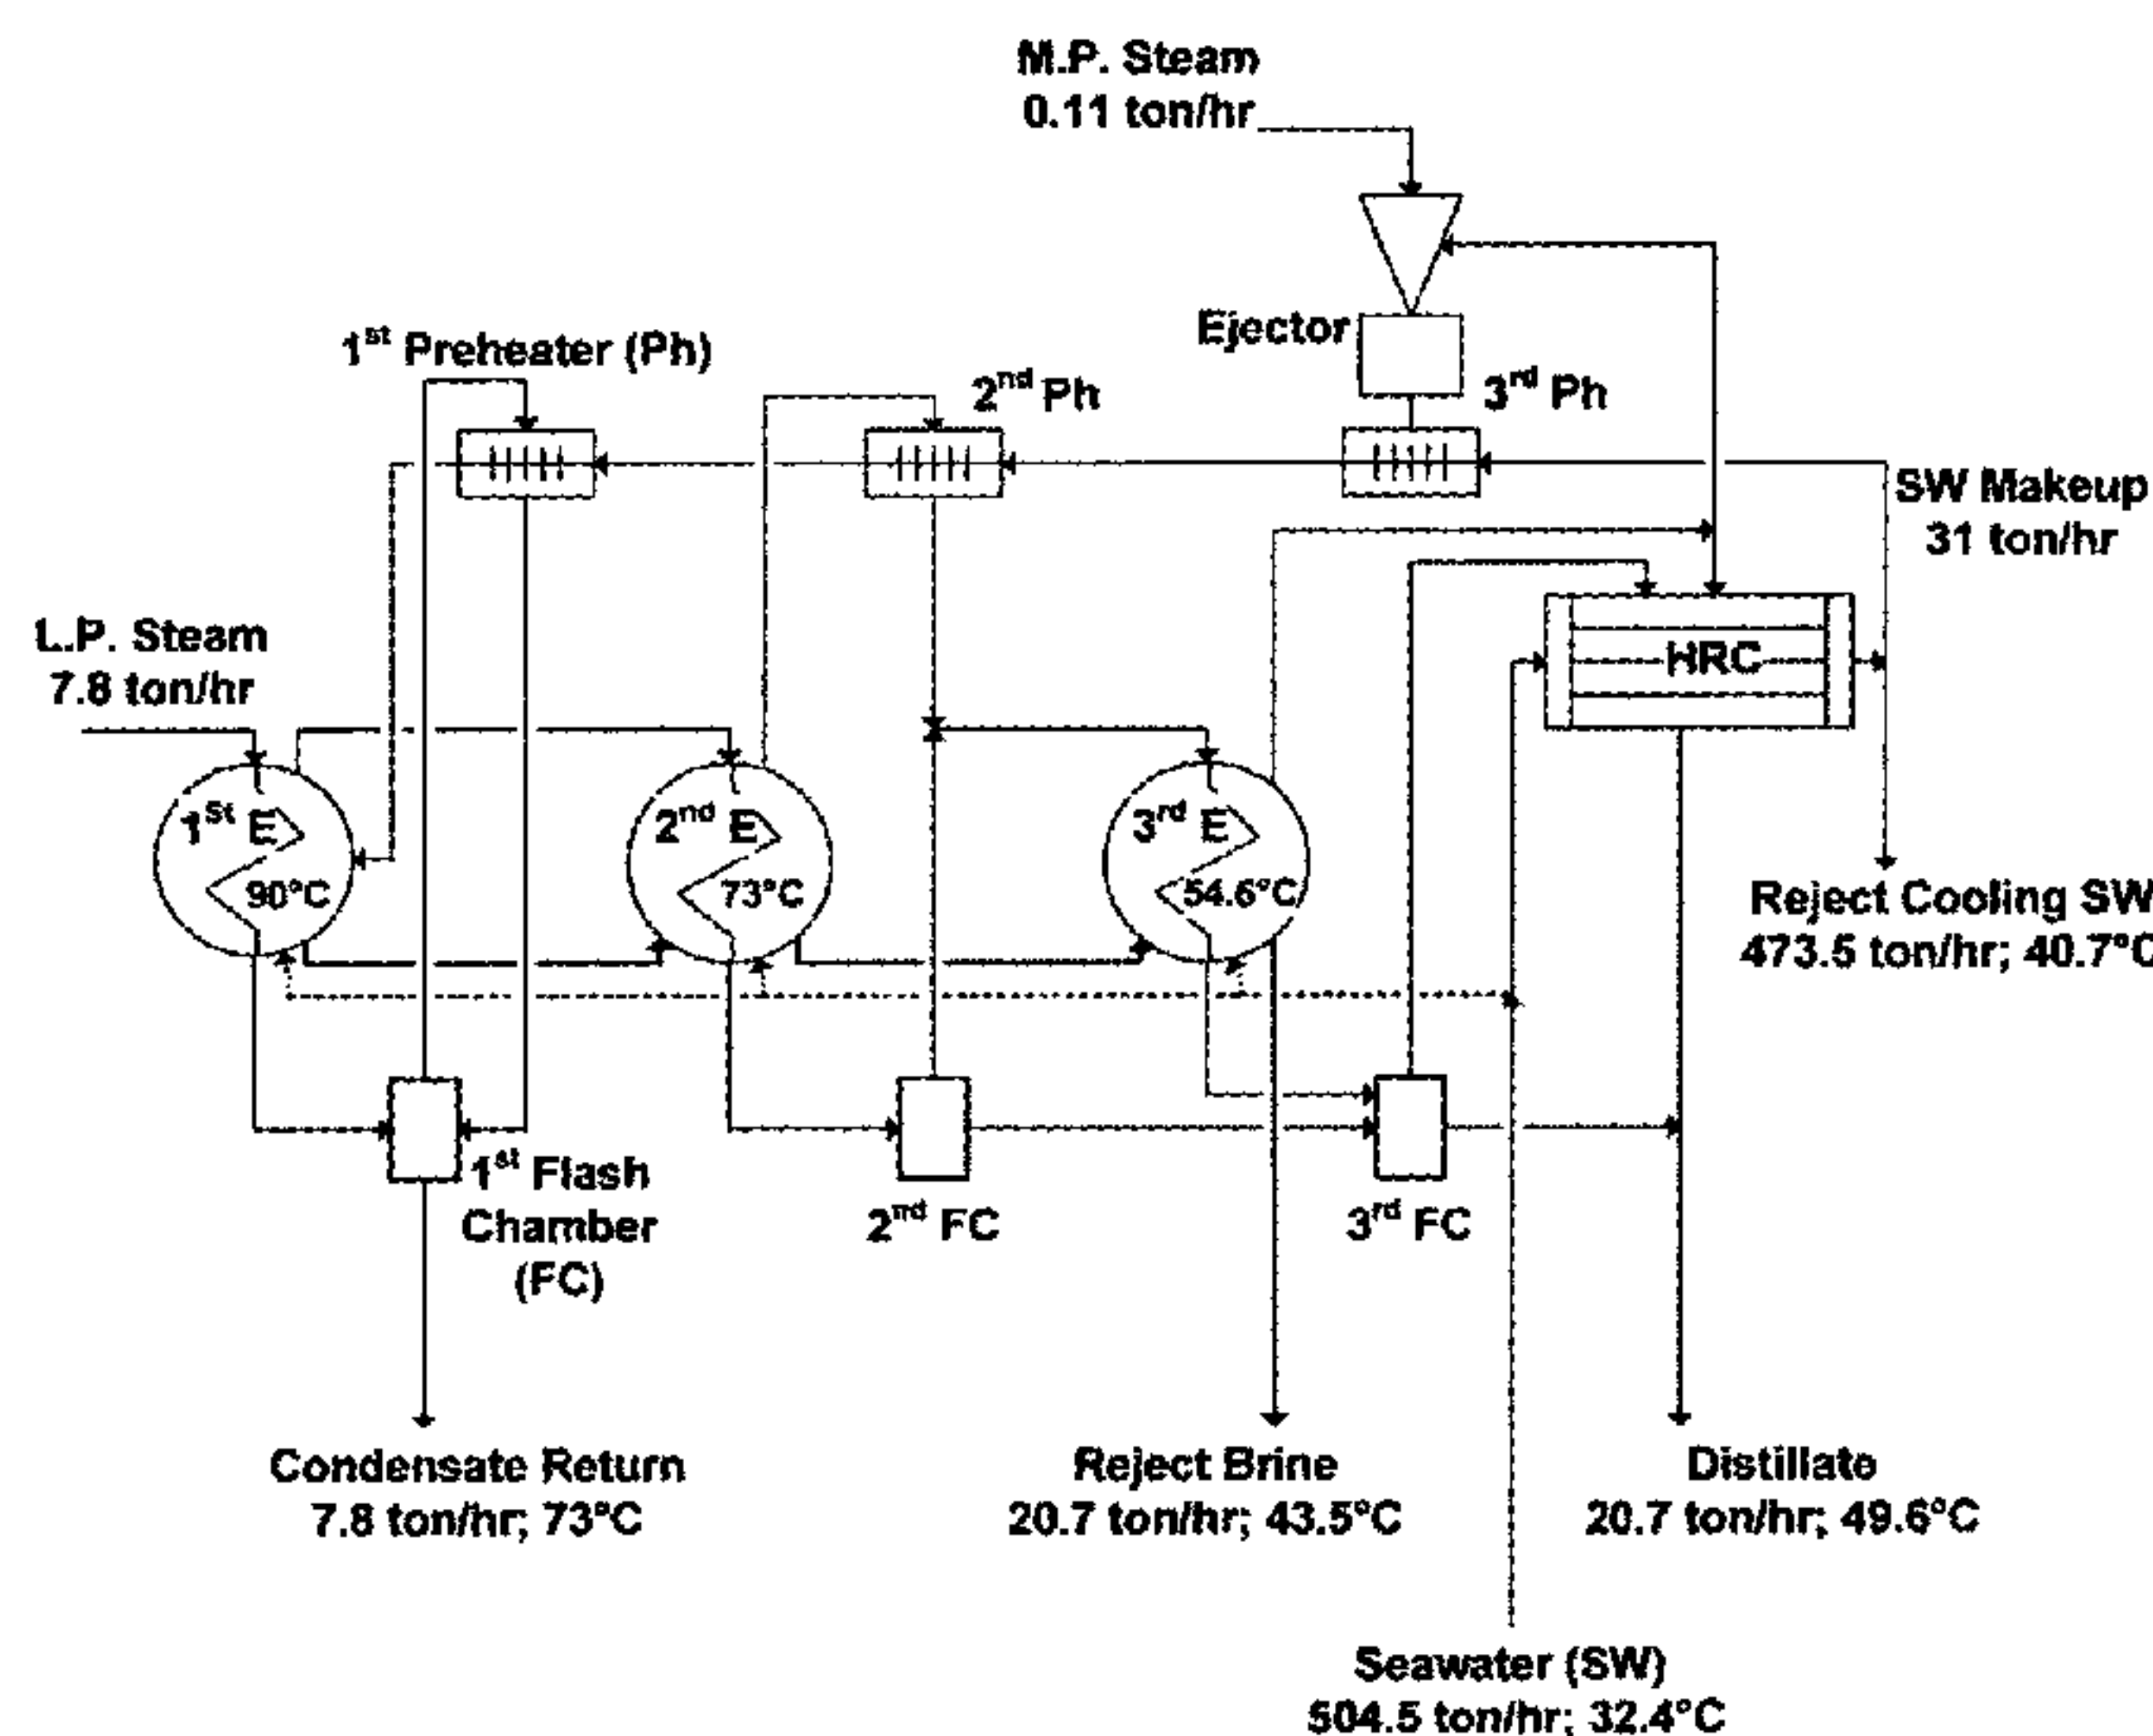 M.P. Steam
0.11 ton/hr
Ejector
1st Preheater (Ph)
2nd Ph
3rd Ph
SW Makeup
31 ton/hr
L.P. Steam
7.8 ton/hr
HRC
1St E
90°C
2nd E
73°C
3rd E
54.6°C
Reject Cooling SW
473.5 ton/hr; 40.7°C
1st Flash
Chamber
(FC)
2nd FC
3rd FC
Condensate Return
7.8 ton/hr; 73°C
Reject Brine
20.7 ton/hr; 43.5°C
Distillate
20.7 ton/hr; 49.6°C
Seawater (SW)
504.5 ton/hr; 32.4°C